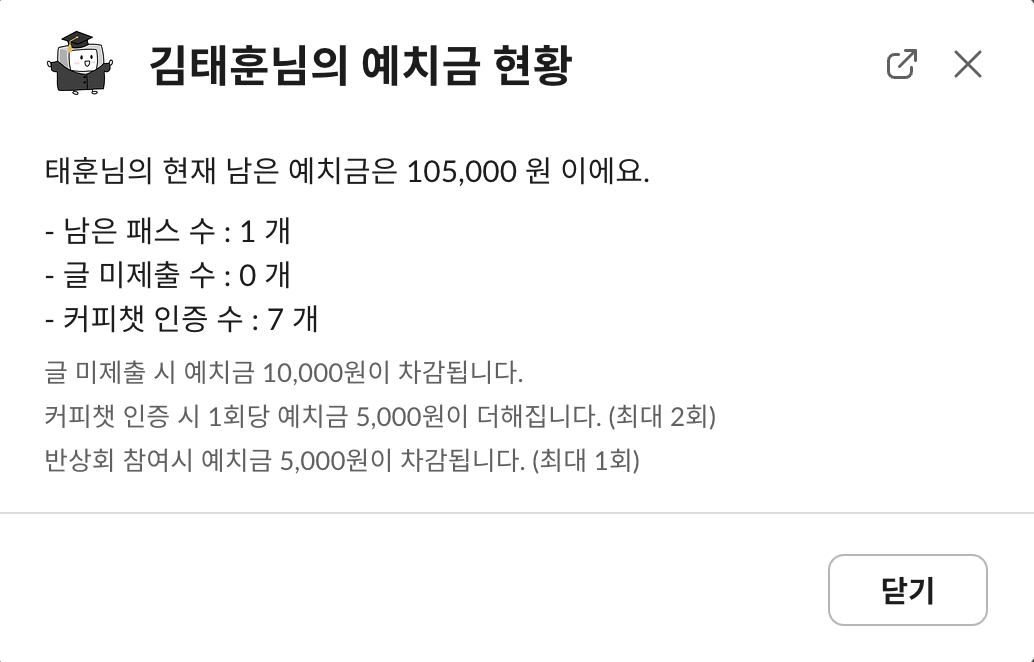 김태훈님의 예치금 현황
태훈님의 현재 남은 예치금은 105,000 원 이에요.
- 남은 패스 수 : 1 개
- 글 미제출 수 : 0 개
- 커피챗 인증 수 : 7 개
글 미제출 시 예치금 10,000원이 차감됩니다.
커피챗 인증 시 1회당 예치금 5,000원이 더해집니다. (최대 2회)
반상회 참여시 예치금 5,000원이 차감됩니다. (최대 1회)
닫기